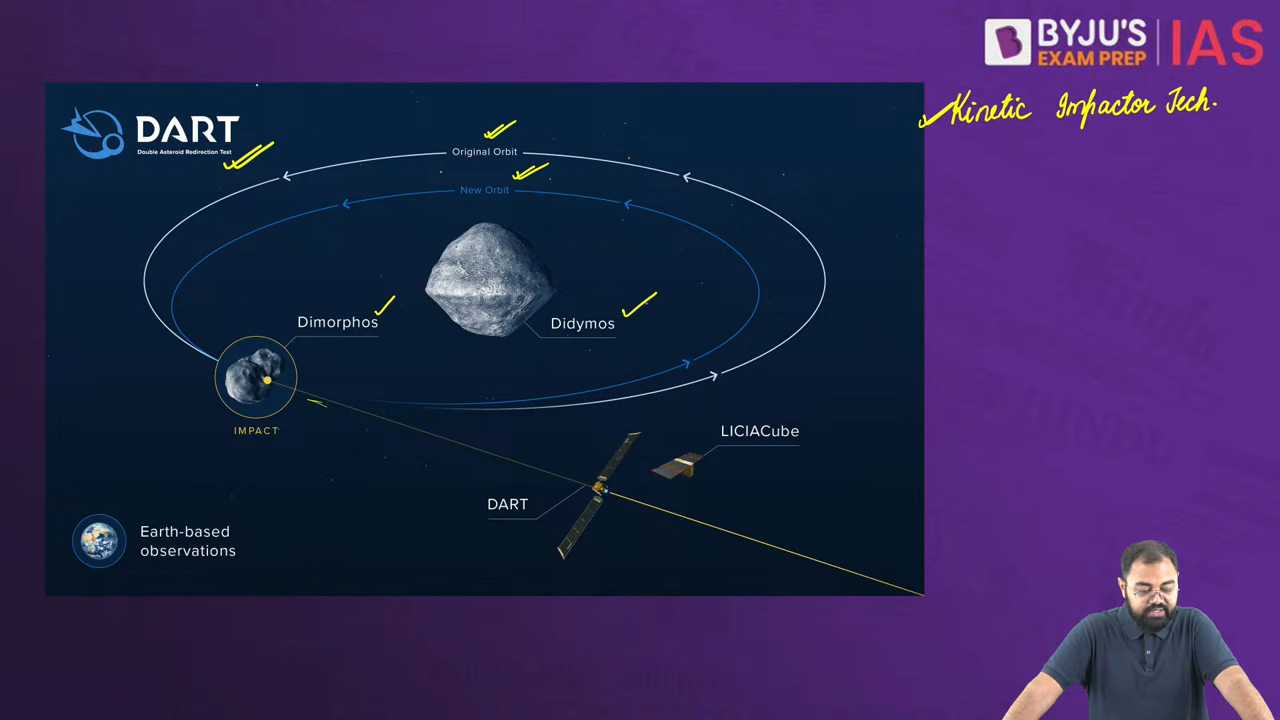 BYJU'S
EXAM PREP
IAS
Kinetic Impactor Tech.
DART
Double Asteroid Redirection Test
Original Orbit
New Orbit
Dimorphos
Didymos
IMPACT
LICIACube
DART
Earth-based
observations